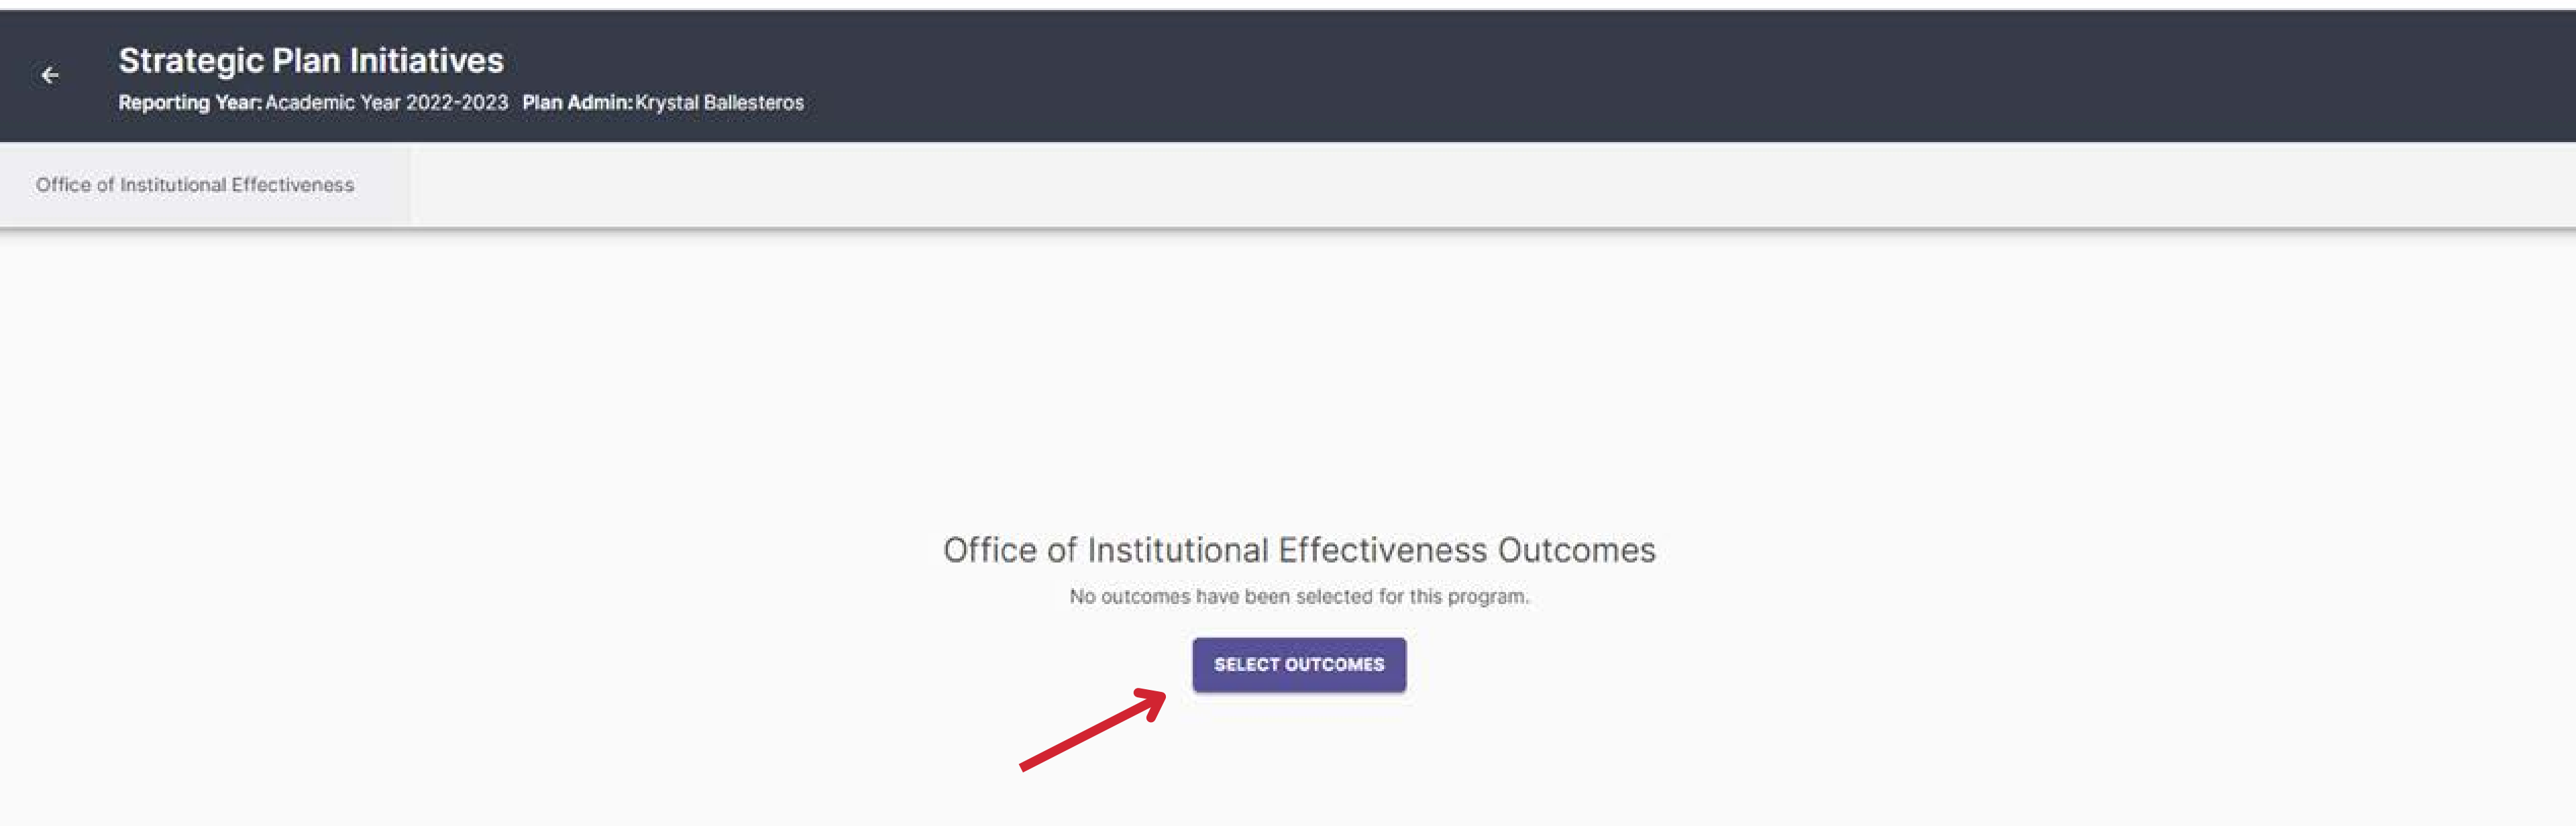 Strategic Plan Initiatives
Reporting Year: Academic Year 2022-2023 Plan Admin: Krystal Ballesteros
Office of Institutional Effectiveness
Office of Institutional Effectiveness Outcomes
No outcomes have been selected for this program.
SELECT OUTCOMES